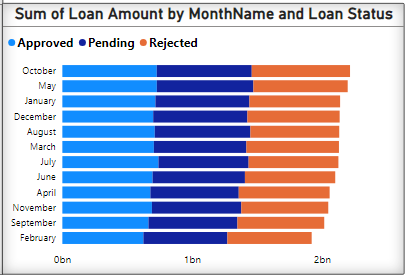 Sum of Loan Amount by MonthName and Loan Status
Approved Pending Rejected
October
May
January
December
August
March
July
June
April
November
September
February
0bn 1bn 2bn